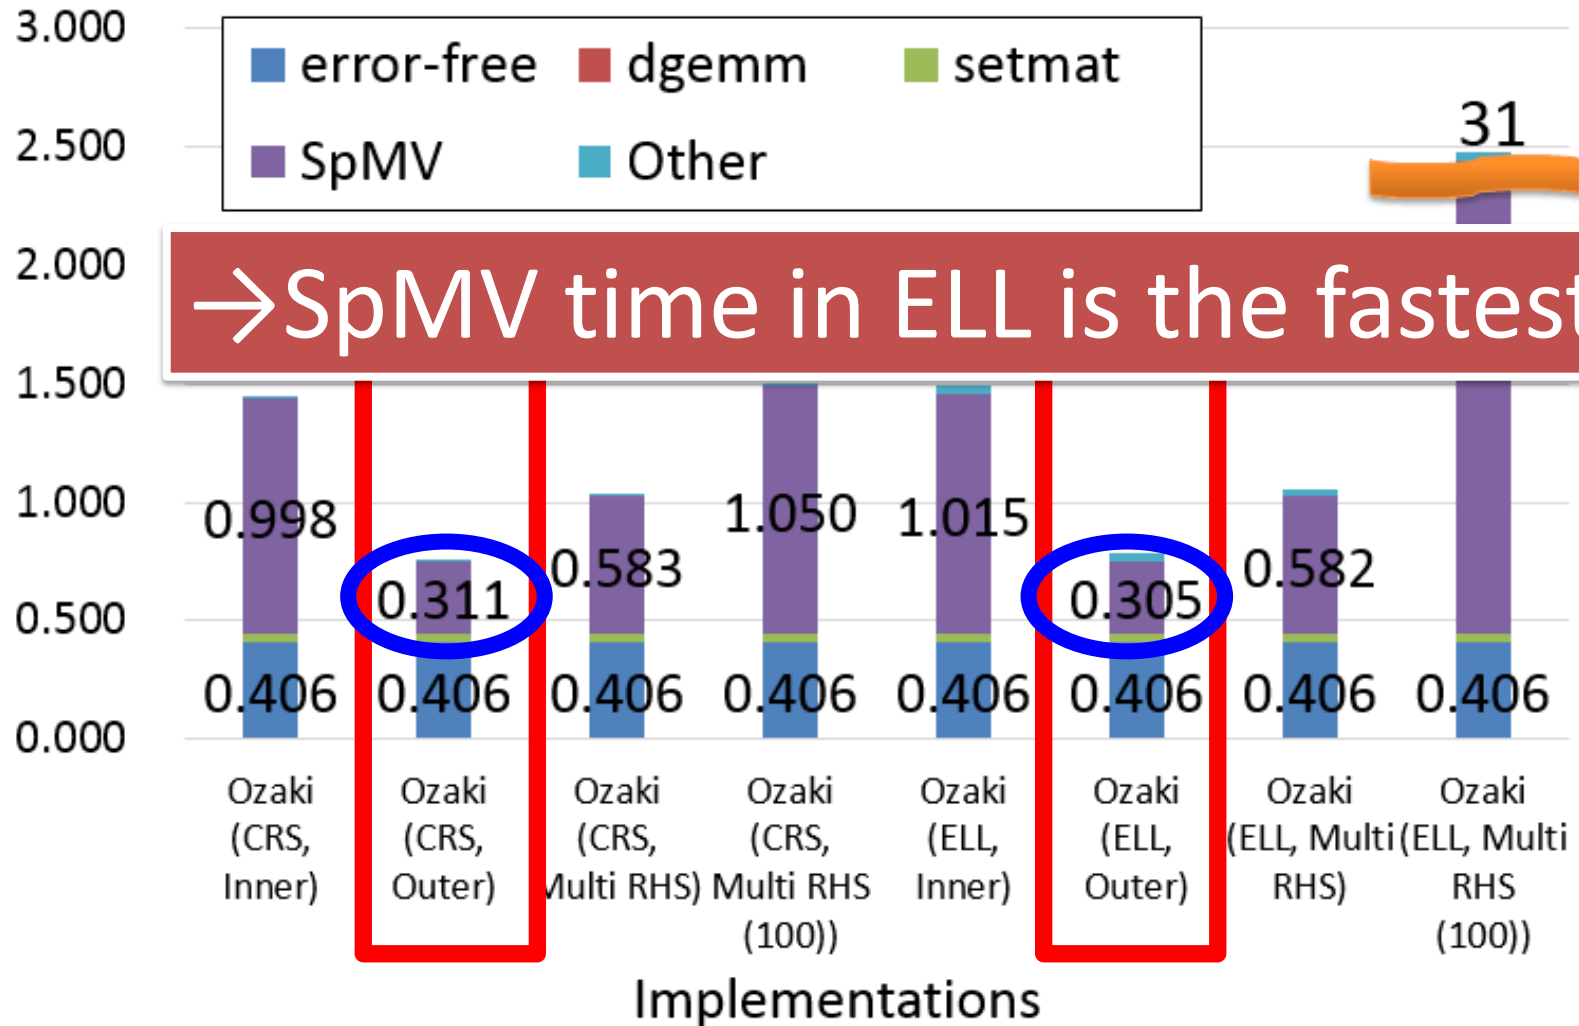 3.000
error-free dgemm setmat
2.500
SpMV Other
31
2.000
→SpMV time in ELL is the fastest
1.500
1.000
0.998 0.311 0.583 1.050 1.015 0.305 0.582
0.500
0.406 0.406 0.406 0.406 0.406 0.406 0.406 0.406
0.000
Ozaki (CRS, Inner)
Ozaki (CRS, Outer)
Ozaki (CRS, Multi RHS)
Ozaki (CRS, Multi RHS (100))
Ozaki (ELL, Inner)
Ozaki (ELL, Outer)
Ozaki (ELL, Multi RHS)
Ozaki (ELL, Multi RHS (100))
Implementations